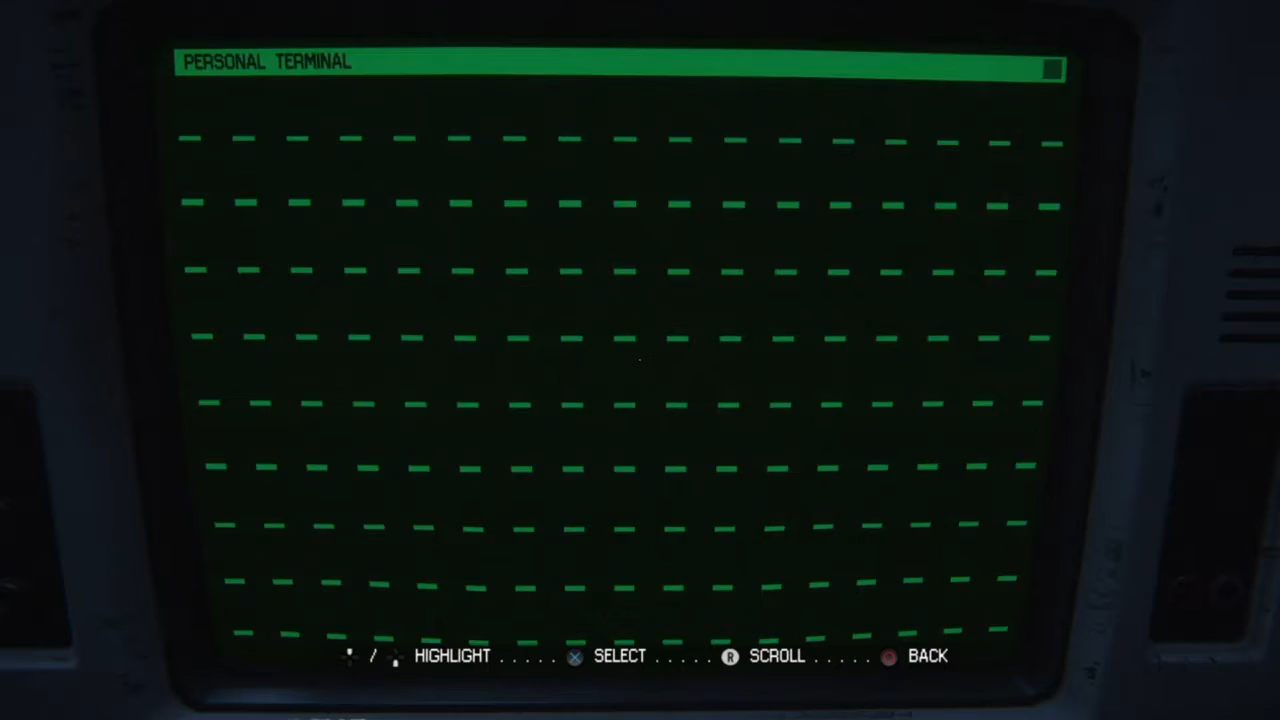 PERSONAL TERMINAL
/ HIGHLIGHT ..... SELECT ..... R SCROLL ..... BACK